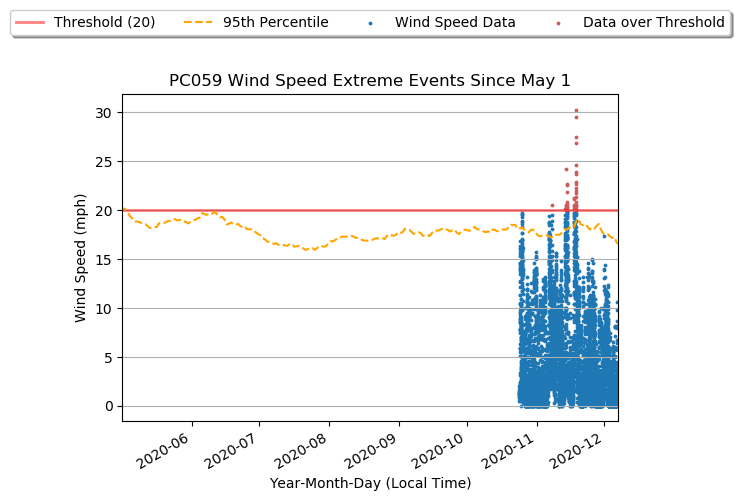 Threshold (20) 95th Percentile Wind Speed Data Data over Threshold
PC059 Wind Speed Extreme Events Since May 1
30
25
20
15
10
5
0
Wind Speed (mph)
2020-06 2020-07 2020-08 2020-09 2020-10 2020-11 2020-12
Year-Month-Day (Local Time)